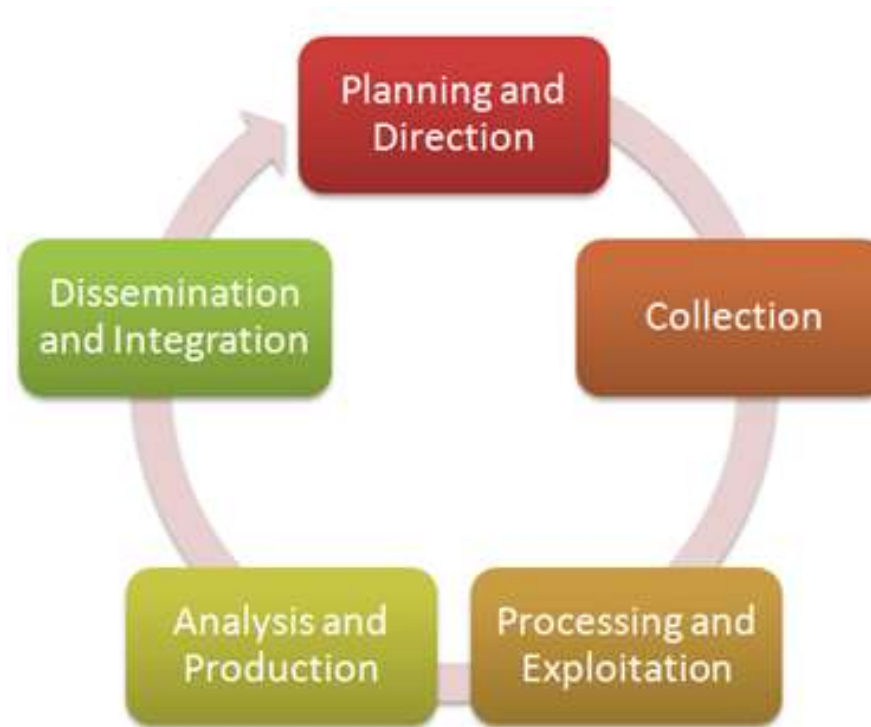 Planning and
Direction
Collection
Processing and
Exploitation
Analysis and
Production
Dissemination
and Integration